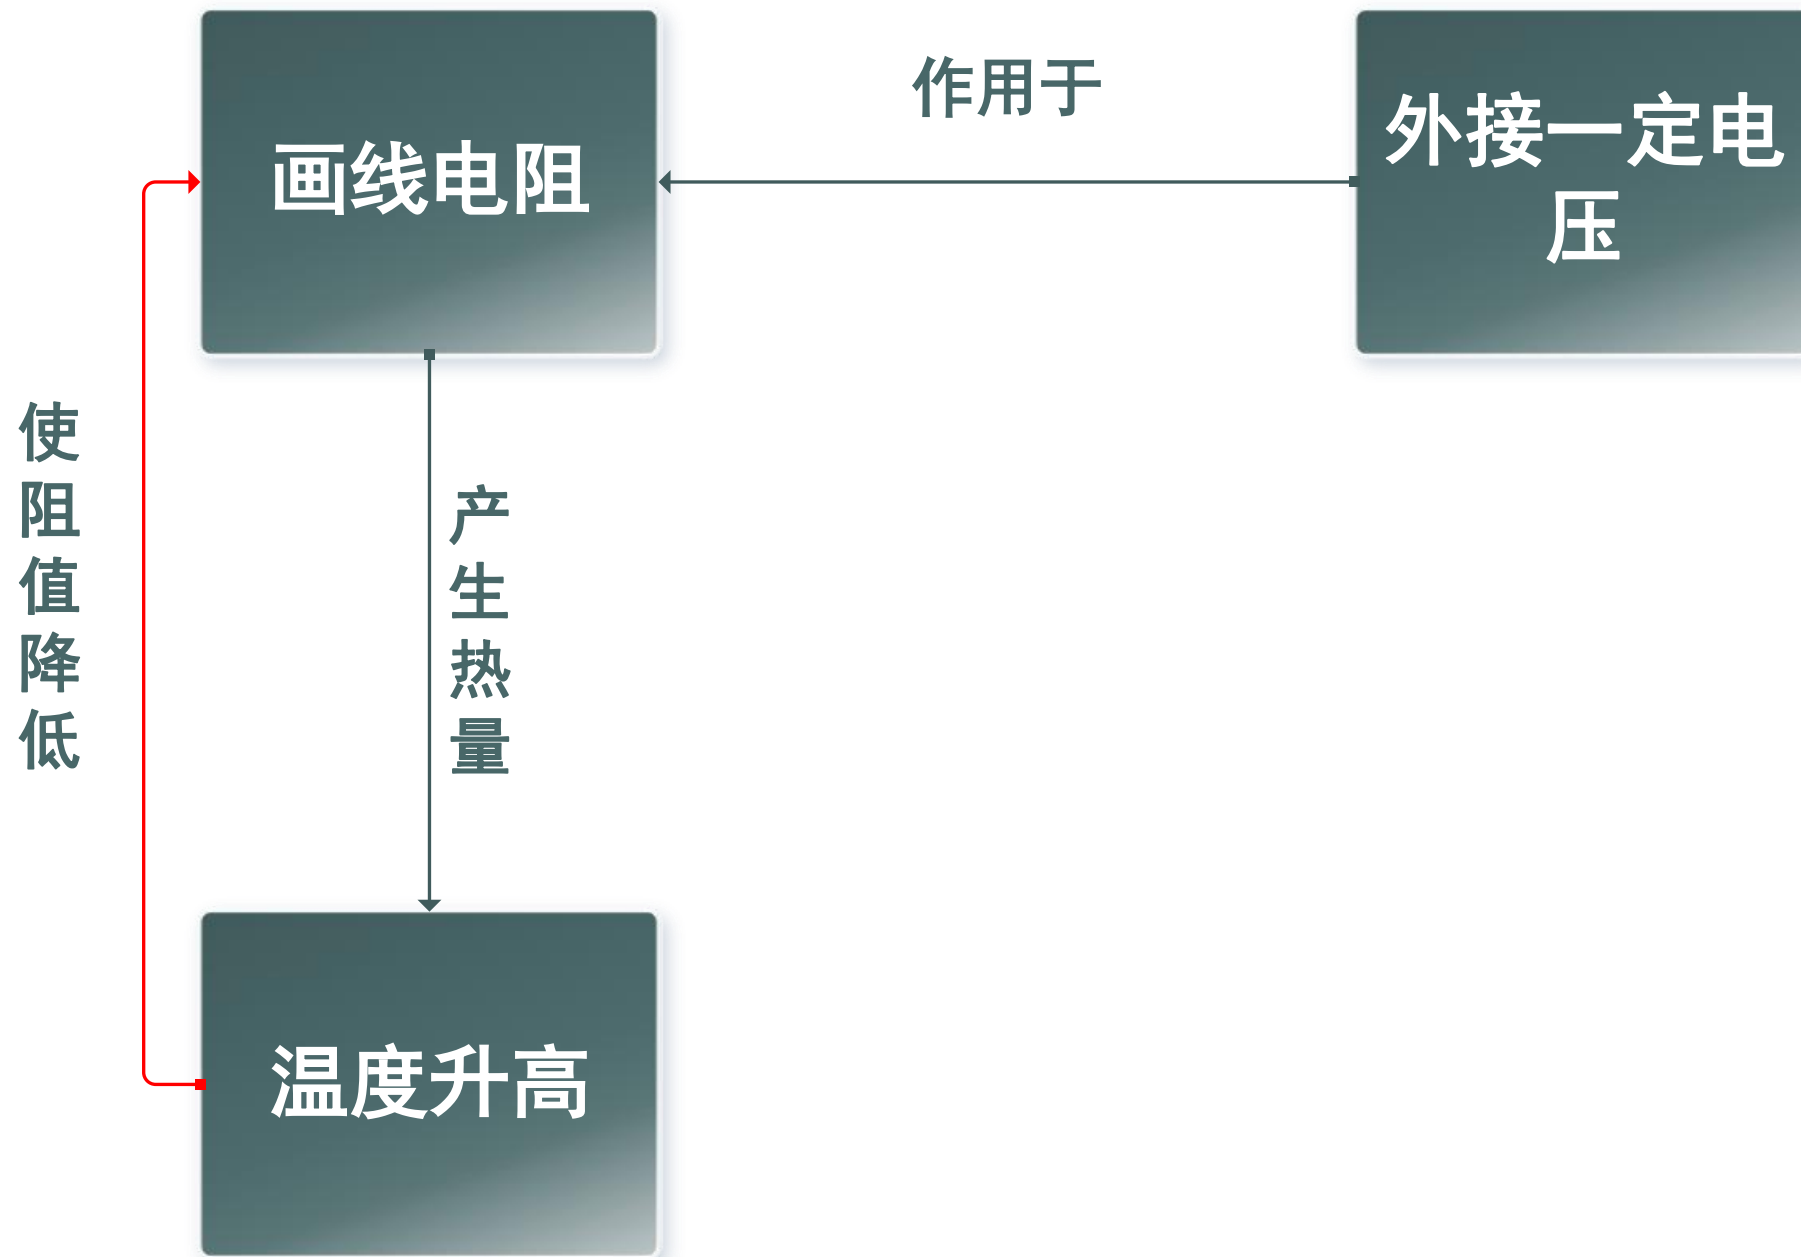 画线电阻
作用于
外接一定电
压
使
阻
值
降
低
产
生
热
量
温度升高